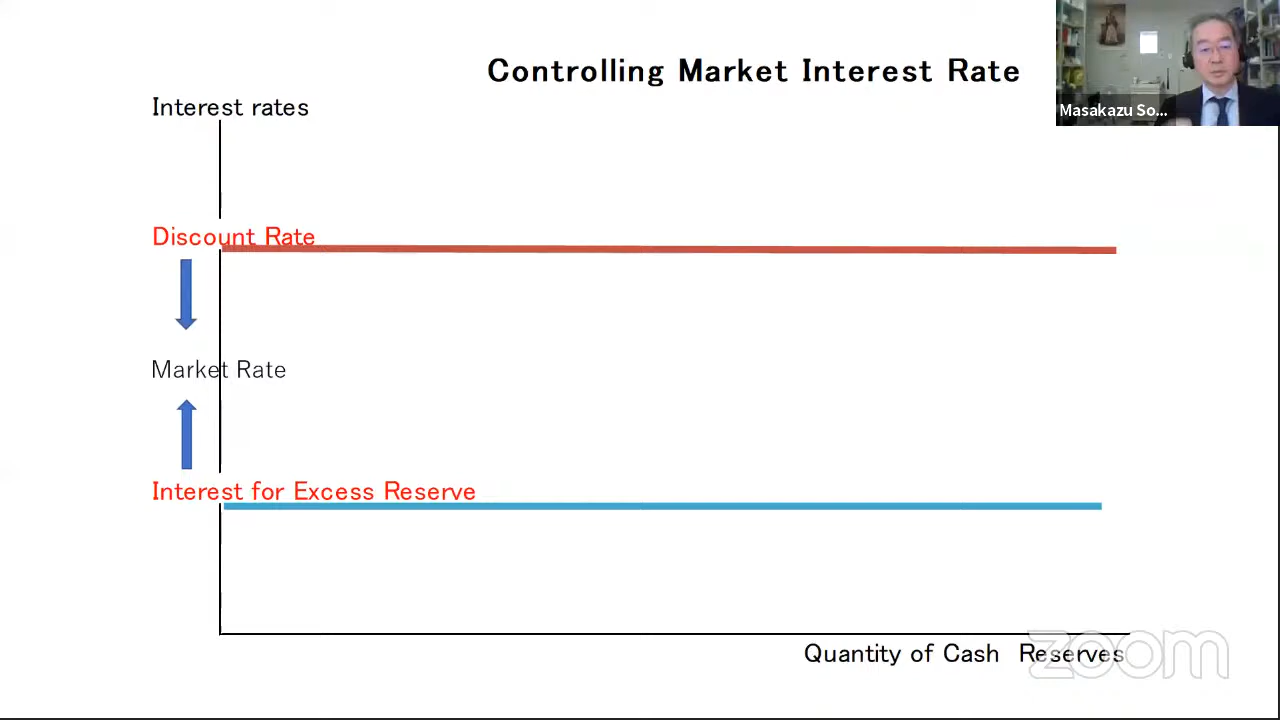 Controlling Market Interest Rate
Masakazu So...
Interest rates
Discount Rate
Market Rate
Interest for Excess Reserve
Quantity of Cash Reserves
zoom